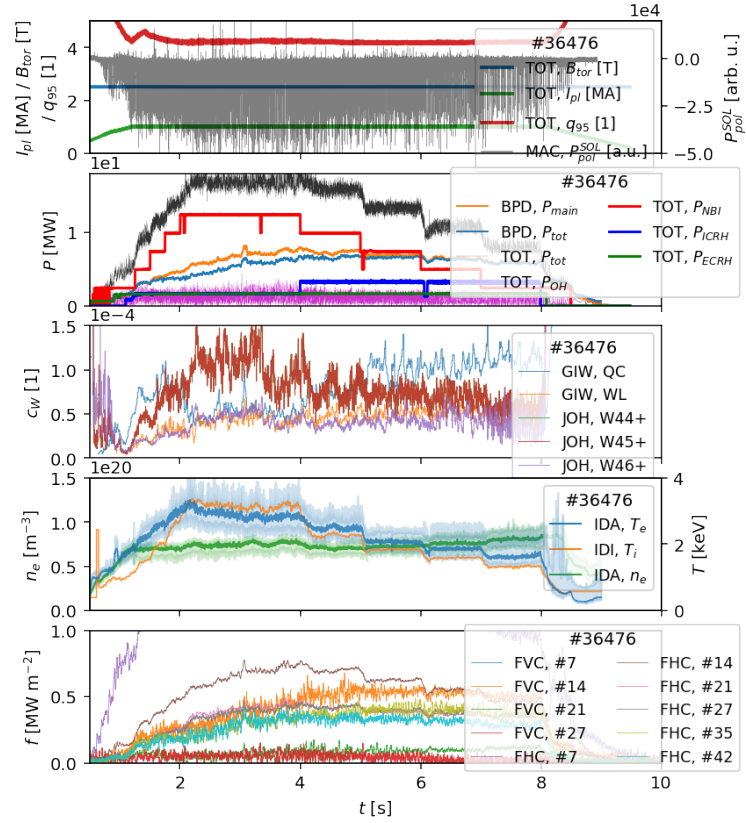 1e4
I_pl [MA] / B_tor [T]
/ q_95 [1]
4
2
0
#36476
TOT, B_tor [T]
TOT, I_pl [MA]
TOT, q_95 [1]
MAC, P_pol^SOL [a.u.]
0.0
−2.5
−5.0
P_pol^SOL [arb. u.]
1e1
P [MW]
1
0
#36476
BPD, P_main
BPD, P_tot
TOT, P_tot
TOT, P_OH
TOT, P_NBI
TOT, P_ICRH
TOT, P_ECRH
1e−4
c_W [1]
1.5
1.0
0.5
0.0
#36476
GIW, QC
GIW, WL
JOH, W44+
JOH, W45+
JOH, W46+
1e20
n_e [m⁻³]
1.5
1.0
0.5
0.0
#36476
IDA, T_e
IDI, T_i
IDA, n_e
4
2
0
T [keV]
f [MW m⁻²]
1.0
0.5
0.0
#36476
FVC, #7
FVC, #14
FVC, #21
FVC, #27
FHC, #7
FHC, #14
FHC, #21
FHC, #27
FHC, #35
FHC, #42
2 4 6 8 10
t [s]